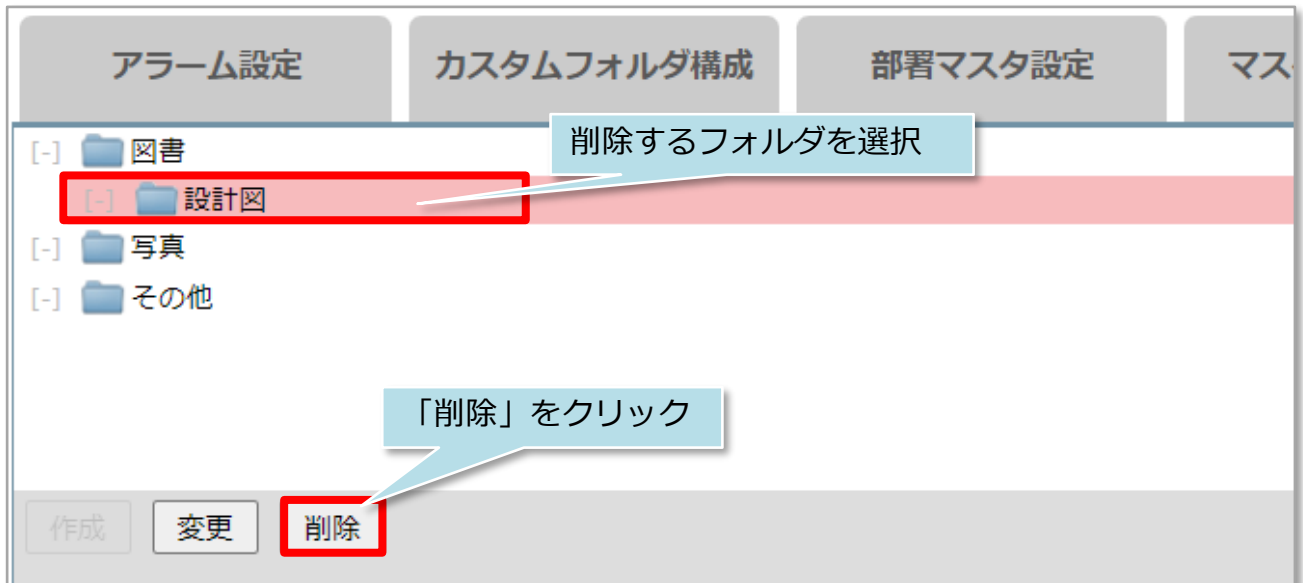 アラーム設定 カスタムフォルダ構成 部署マスタ設定 マス
削除するフォルダを選択
[-] 図書
[-] 設計図
[-] 写真
[-] その他
「削除」をクリック
作成 変更 削除